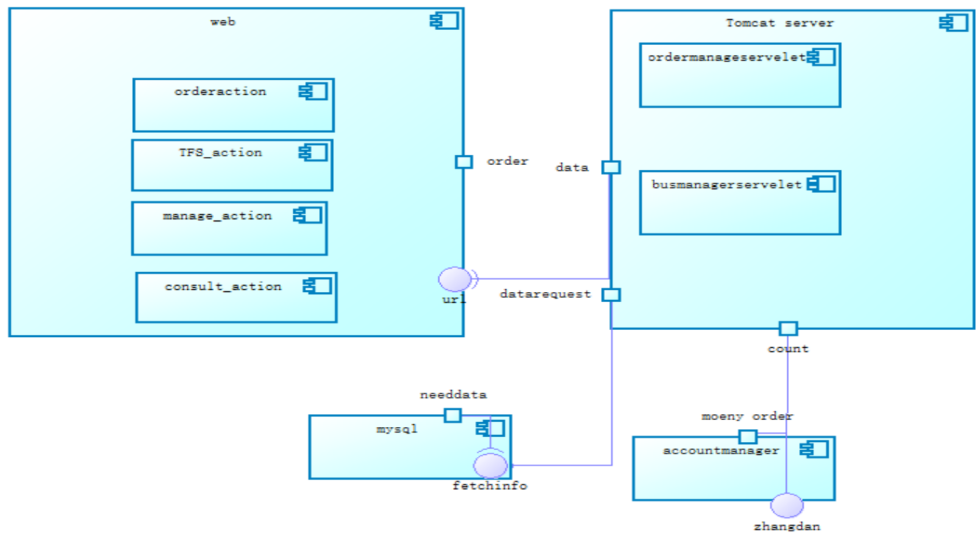 web
Tomcat server
ordermanageservelet
orderaction
TFS_action
order
data
busmanagerservelet
manage_action
consult_action
url
datarequest
count
needdata
moeny order
mysql
accountmanager
fetchinfo
zhangdan